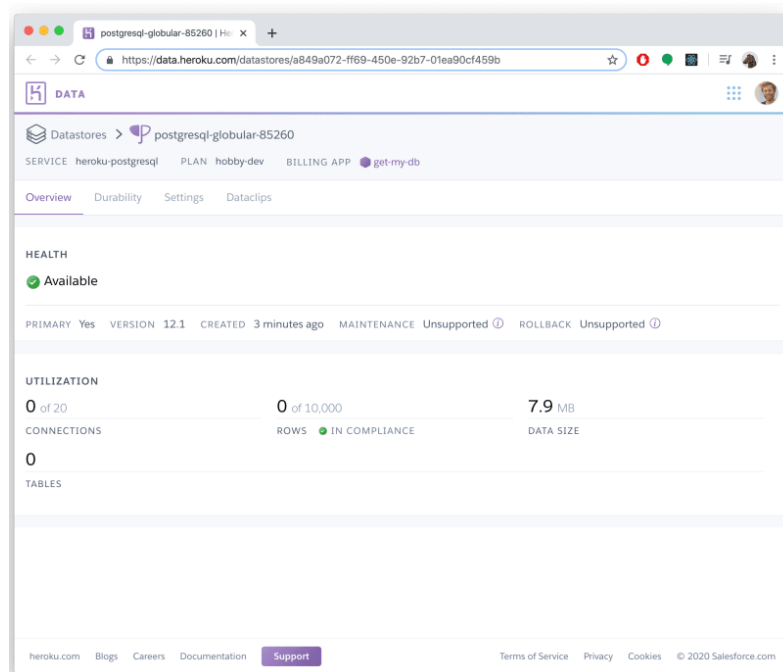 postgresql-globular-85260 | He
https://data.heroku.com/datastores/a849a072-ff69-450e-92b7-01ea90cf459b
DATA
Datastores > postgresql-globular-85260
SERVICE heroku-postgresql PLAN hobby-dev BILLING APP get-my-db
Overview Durability Settings Dataclips
HEALTH
Available
PRIMARY Yes VERSION 12.1 CREATED 3 minutes ago MAINTENANCE Unsupported ROLLBACK Unsupported
UTILIZATION
0 of 20 0 of 10,000 7.9 MB
CONNECTIONS ROWS IN COMPLIANCE DATA SIZE
0
TABLES
heroku.com Blogs Careers Documentation Support Terms of Service Privacy Cookies © 2020 Salesforce.com